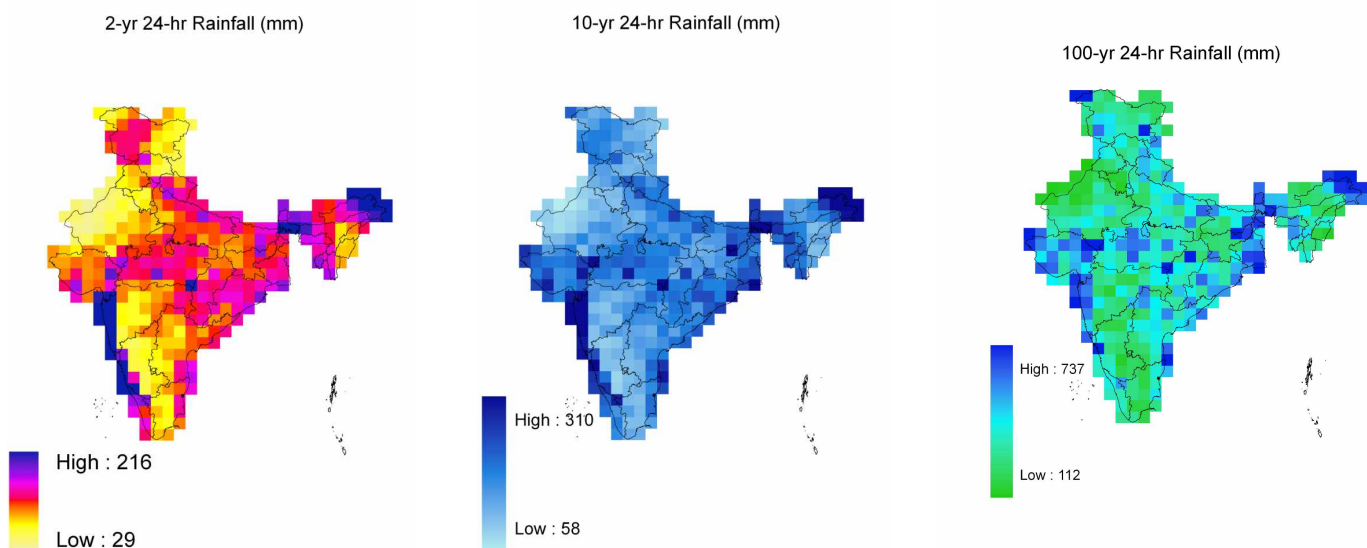 2-yr 24-hr Rainfall (mm)
High : 216
Low : 29
10-yr 24-hr Rainfall (mm)
High : 310
Low : 58
100-yr 24-hr Rainfall (mm)
High : 737
Low : 112